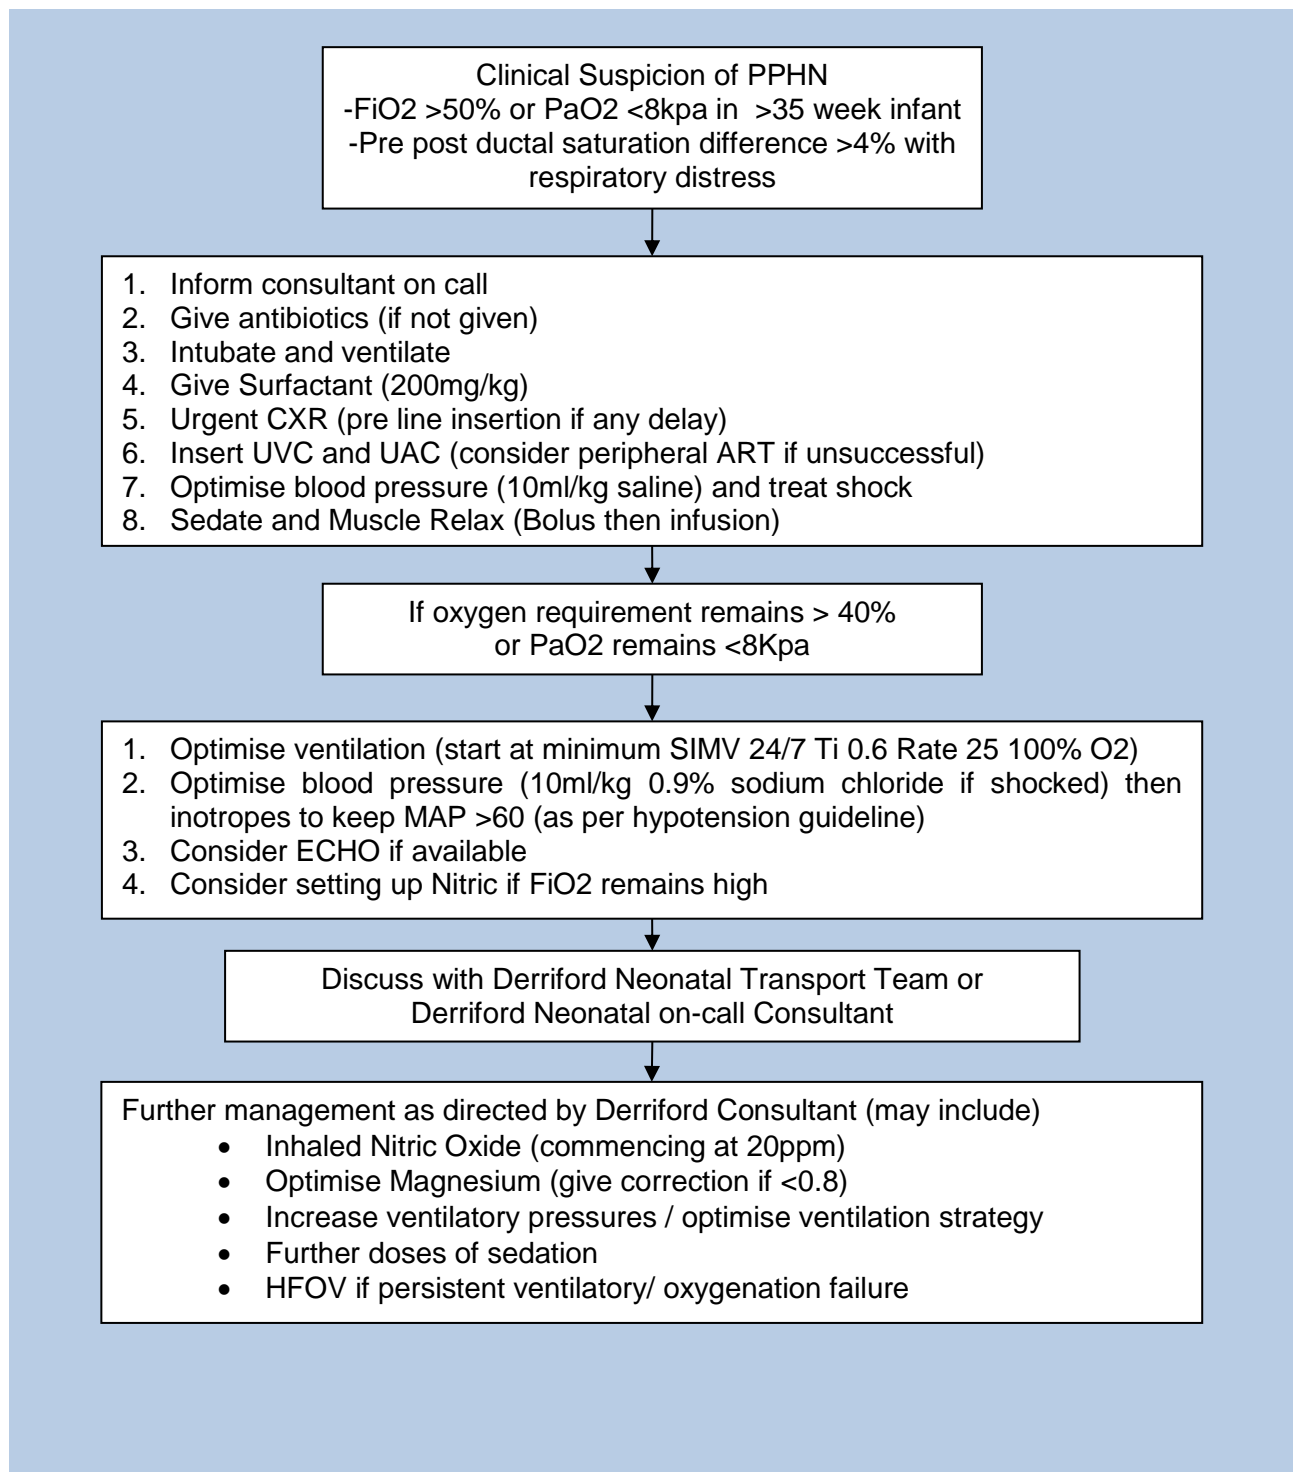 Clinical Suspicion of PPHN
-FiO2 >50% or PaO2 <8kpa in >35 week infant
-Pre post ductal saturation difference >4% with
respiratory distress
1. Inform consultant on call
2. Give antibiotics (if not given)
3. Intubate and ventilate
4. Give Surfactant (200mg/kg)
5. Urgent CXR (pre line insertion if any delay)
6. Insert UVC and UAC (consider peripheral ART if unsuccessful)
7. Optimise blood pressure (10ml/kg saline) and treat shock
8. Sedate and Muscle Relax (Bolus then infusion)
If oxygen requirement remains > 40%
or PaO2 remains <8Kpa
1. Optimise ventilation (start at minimum SIMV 24/7 Ti 0.6 Rate 25 100% O2)
2. Optimise blood pressure (10ml/kg 0.9% sodium chloride if shocked) then
inotropes to keep MAP >60 (as per hypotension guideline)
3. Consider ECHO if available
4. Consider setting up Nitric if FiO2 remains high
Discuss with Derriford Neonatal Transport Team or
Derriford Neonatal on-call Consultant
Further management as directed by Derriford Consultant (may include)
• Inhaled Nitric Oxide (commencing at 20ppm)
• Optimise Magnesium (give correction if <0.8)
• Increase ventilatory pressures / optimise ventilation strategy
• Further doses of sedation
• HFOV if persistent ventilatory/ oxygenation failure